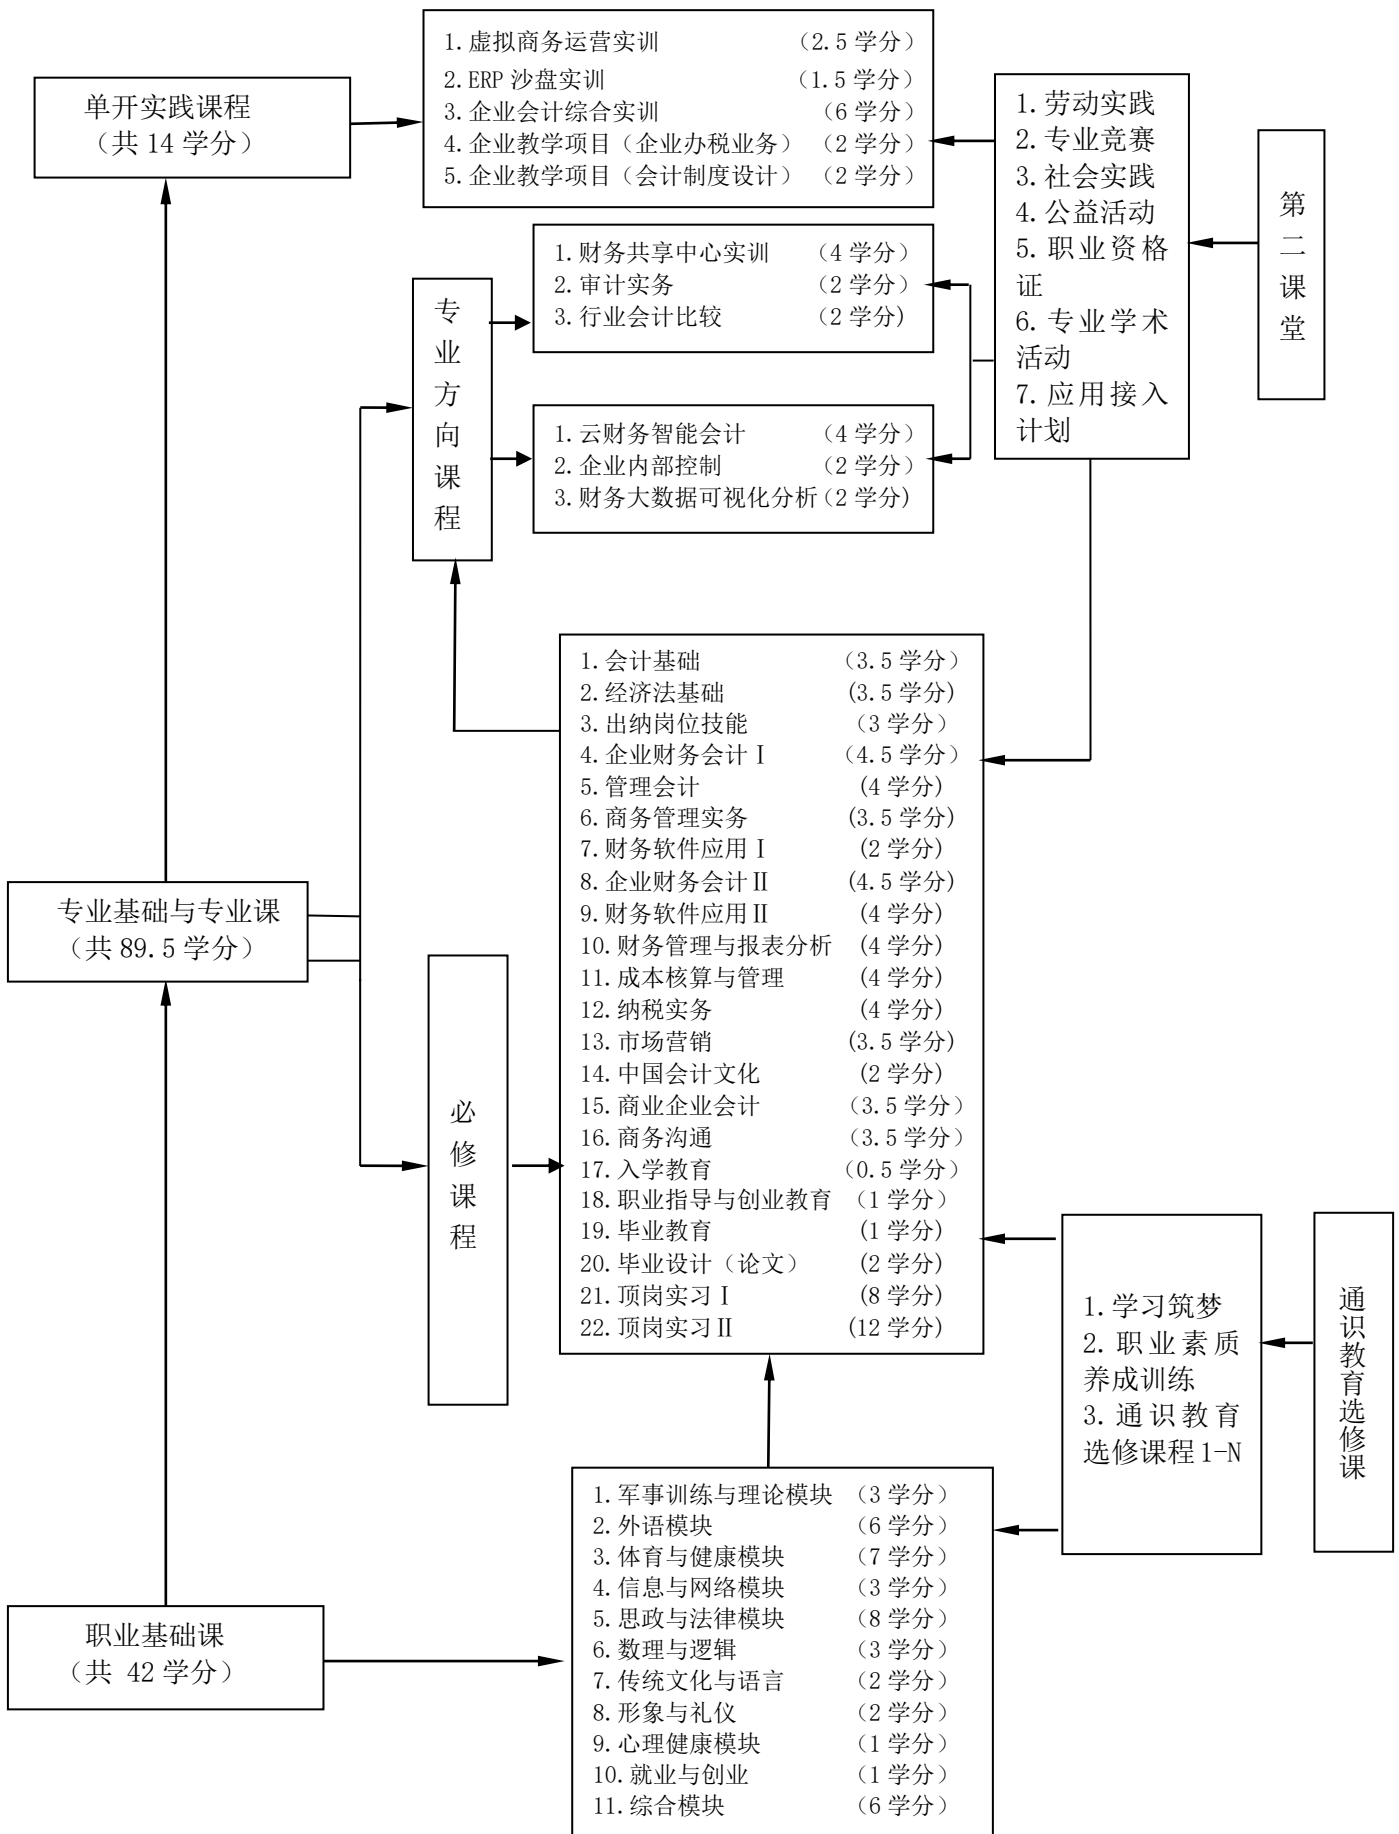 1.虚拟商务运营实训 （2.5 学分）
2.ERP 沙盘实训 （1.5 学分）
3.企业会计综合实训 （6 学分）
4.企业教学项目（企业办税业务） （2 学分）
5.企业教学项目（会计制度设计） （2 学分）
单开实践课程
（共 14 学分）
1.劳动实践
2.专业竞赛
3.社会实践
4.公益活动
5.职业资格
证
6.专业学术
活动
7.应用接入
计划
第二课堂
1.财务共享中心实训 （4 学分）
2.审计实务 （2 学分）
3.行业会计比较 （2 学分)
专业方向课程
1.云财务智能会计 （4 学分）
2.企业内部控制 （2 学分）
3.财务大数据可视化分析（2 学分)
1.会计基础 （3.5 学分）
2.经济法基础 (3.5 学分)
3.出纳岗位技能 （3 学分）
4.企业财务会计Ⅰ （4.5 学分）
5.管理会计 (4 学分)
6.商务管理实务 (3.5 学分)
7.财务软件应用Ⅰ (2 学分)
8.企业财务会计Ⅱ (4.5 学分)
9.财务软件应用Ⅱ (4 学分)
10.财务管理与报表分析 (4 学分)
11.成本核算与管理 (4 学分)
12.纳税实务 (4 学分)
13.市场营销 (3.5 学分)
14.中国会计文化 (2 学分)
15.商业企业会计 （3.5 学分）
16.商务沟通 （3.5 学分）
17.入学教育 （0.5 学分）
18.职业指导与创业教育 （1 学分）
19.毕业教育 (1 学分)
20.毕业设计（论文） (2 学分)
21.顶岗实习Ⅰ (8 学分)
22.顶岗实习Ⅱ (12 学分)
专业基础与专业课
（共 89.5 学分）
必修课程
1.学习筑梦
2.职业素质
养成训练
3.通识教育
选修课程 1-N
通识教育选修课
1.军事训练与理论模块 （3 学分）
2.外语模块 （6 学分）
3.体育与健康模块 （7 学分）
4.信息与网络模块 （3 学分）
5.思政与法律模块 （8 学分）
6.数理与逻辑 （3 学分）
7.传统文化与语言 （2 学分）
8.形象与礼仪 （2 学分）
9.心理健康模块 （1 学分）
10.就业与创业 （1 学分）
11.综合模块 （6 学分）
职业基础课
（共 42 学分）